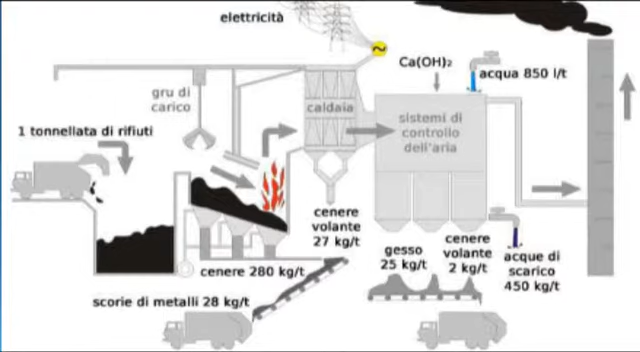 elettricità
Ca(OH)₂
acqua 850 l/t
gru di
carico
caldaia
sistemi di
controllo
dell'aria
1 tonnellata di rifiuti
cenere
volante
27 kg/t
gesso
25 kg/t
cenere
volante
2 kg/t
acque di
scarico
450 kg/t
cenere 280 kg/t
scorie di metalli 28 kg/t